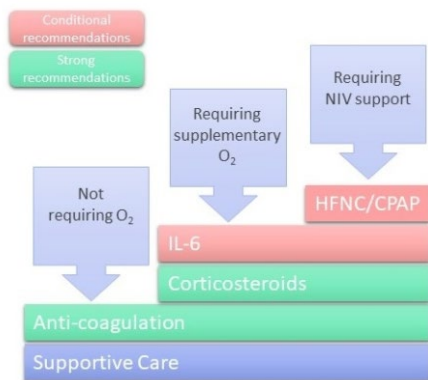 Conditional
recommendations
Strong
recommendations
Requiring
NIV support
Requiring
supplementary
O₂
Not
requiring O₂
HFNC/CPAP
IL-6
Corticosteroids
Anti-coagulation
Supportive Care